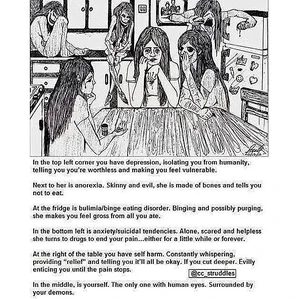 In the top left corner you have depression, isolating you from humanity,
telling you you're worthless and making you feel vulnerable.
Next to her is anorexia. Skinny and evil, she is made of bones and tells you
not to eat.
At the fridge is bulimia/binge eating disorder. Binging and possibly purging,
she makes you feel gross from all you ate.
In the bottom left is anxiety/suicidal tendencies. Alone, scared and helpless
she turns to drugs to end your pain...either for a little while or forever.
At the right of the table you have self harm. Constantly whispering,
providing "relief" and telling you it'll all be okay. If you cut deeper. Evilly
enticing you until the pain stops.
@cc_struddles
In the middle, is yourself. The only one with human eyes. Surrounded by
your demons.